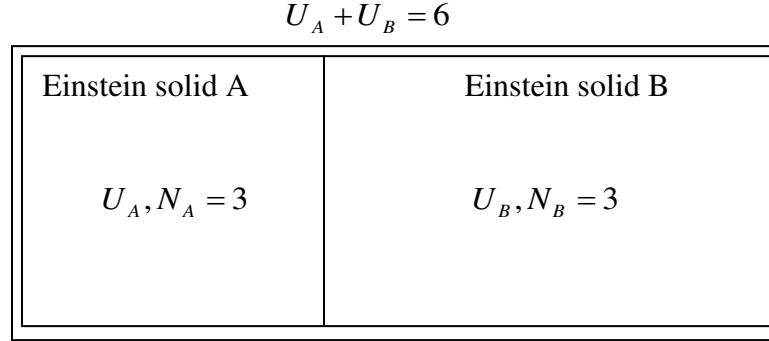 U_A + U_B = 6
Einstein solid A Einstein solid B
U_A, N_A = 3 U_B, N_B = 3